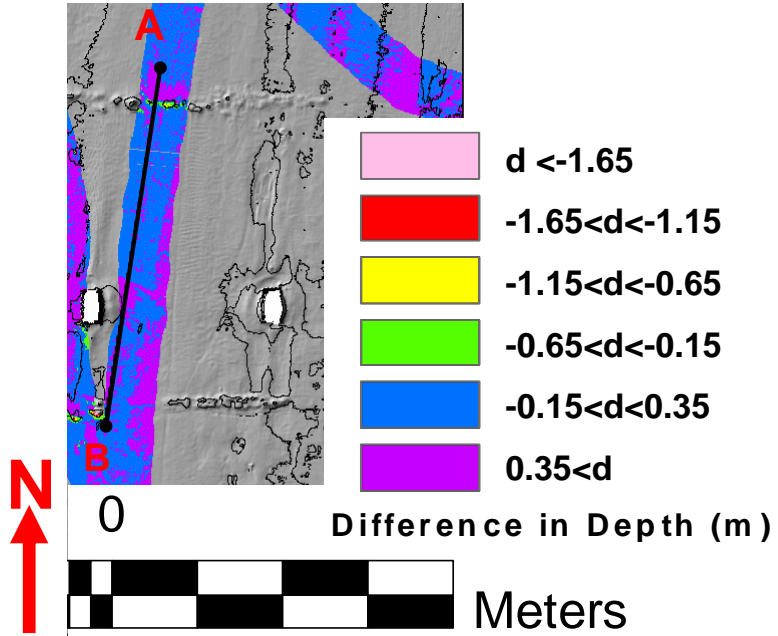 A
d <-1.65
-1.65<d<-1.15
-1.15<d<-0.65
-0.65<d<-0.15
-0.15<d<0.35
0.35<d
B
N
0
Difference in Depth (m)
Meters